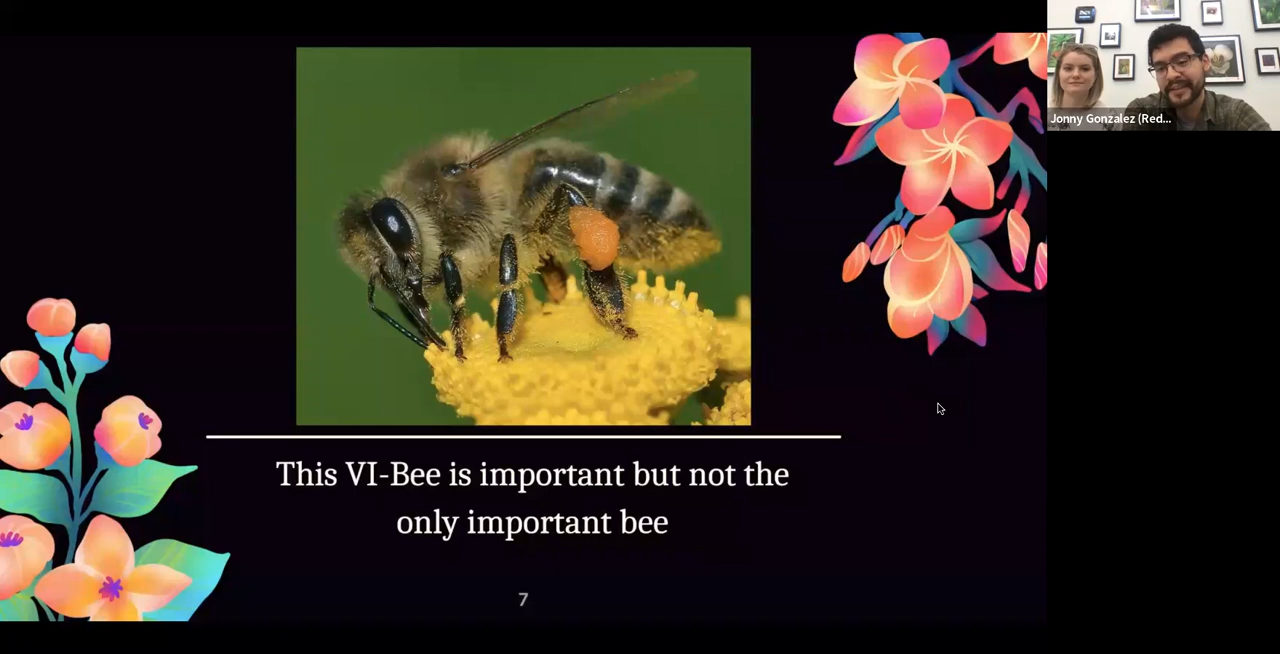 Jonny Gonzalez (Red...
This VI-Bee is important but not the
only important bee
7